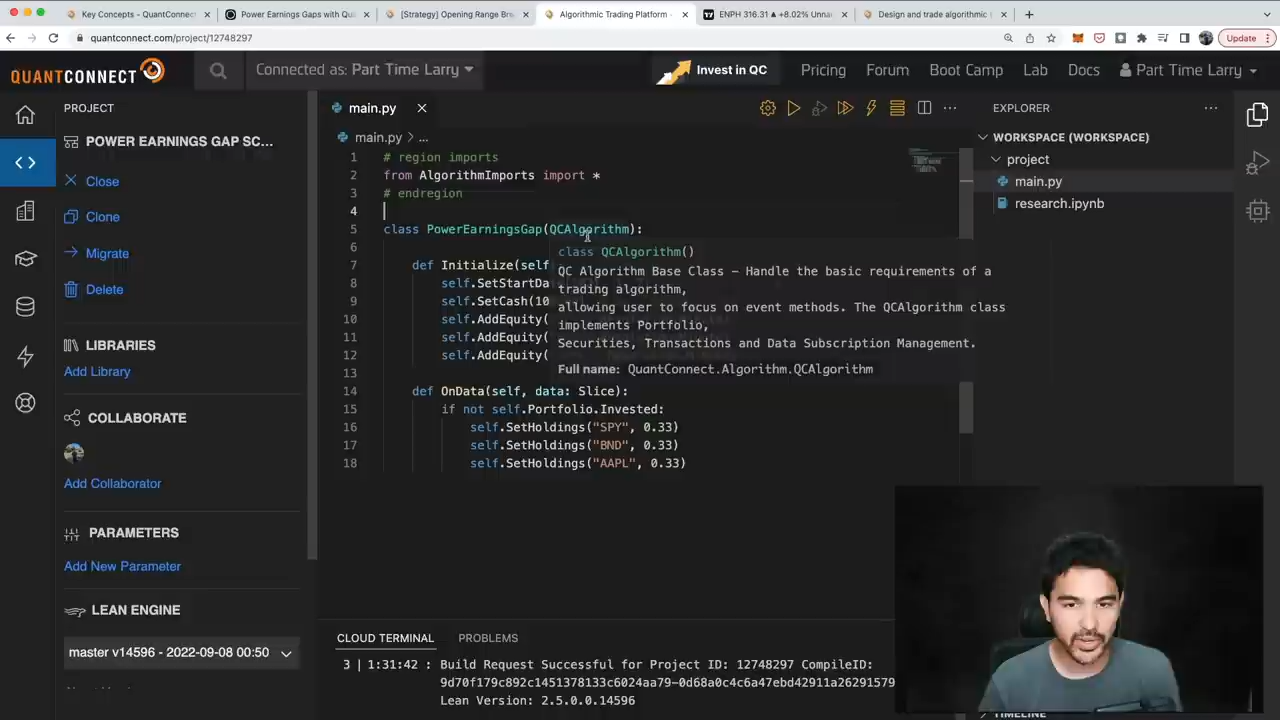 Key Concepts - QuantConnect
Power Earnings Gaps with Qua
[Strategy] Opening Range Bre
Algorithmic Trading Platform -
ENPH 316.31 ▲ +8.02% Unna
Design and trade algorithmic t
quantconnect.com/project/12748297
Update
QUANTCONNECT
Connected as: Part Time Larry
Invest in QC
Pricing
Forum
Boot Camp
Lab
Docs
Part Time Larry
PROJECT
POWER EARNINGS GAP SC...
Close
Clone
Migrate
Delete
LIBRARIES
Add Library
COLLABORATE
Add Collaborator
PARAMETERS
Add New Parameter
LEAN ENGINE
master v14596 - 2022-09-08 00:50
main.py
main.py > ...
1 # region imports
2 from AlgorithmImports import *
3 # endregion
4
5 class PowerEarningsGap(QCAlgorithm):
6
7 def Initialize(self
8 self.SetStartDa
9 self.SetCash(10
10 self.AddEquity(
11 self.AddEquity(
12 self.AddEquity(
13
14 def OnData(self, data: Slice):
15 if not self.Portfolio.Invested:
16 self.SetHoldings("SPY", 0.33)
17 self.SetHoldings("BND", 0.33)
18 self.SetHoldings("AAPL", 0.33)
class QCAlgorithm()
QC Algorithm Base Class - Handle the basic requirements of a
trading algorithm,
allowing user to focus on event methods. The QCAlgorithm class
implements Portfolio,
Securities, Transactions and Data Subscription Management.
Full name: QuantConnect.Algorithm.QCAlgorithm
CLOUD TERMINAL
PROBLEMS
3 | 1:31:42 : Build Request Successful for Project ID: 12748297 CompileID:
9d70f179c892c1451378133c6024aa79-0d68a0c4c6a47ebd42911a26291579
Lean Version: 2.5.0.0.14596
EXPLORER
WORKSPACE (WORKSPACE)
project
main.py
research.ipynb
TIMELINE